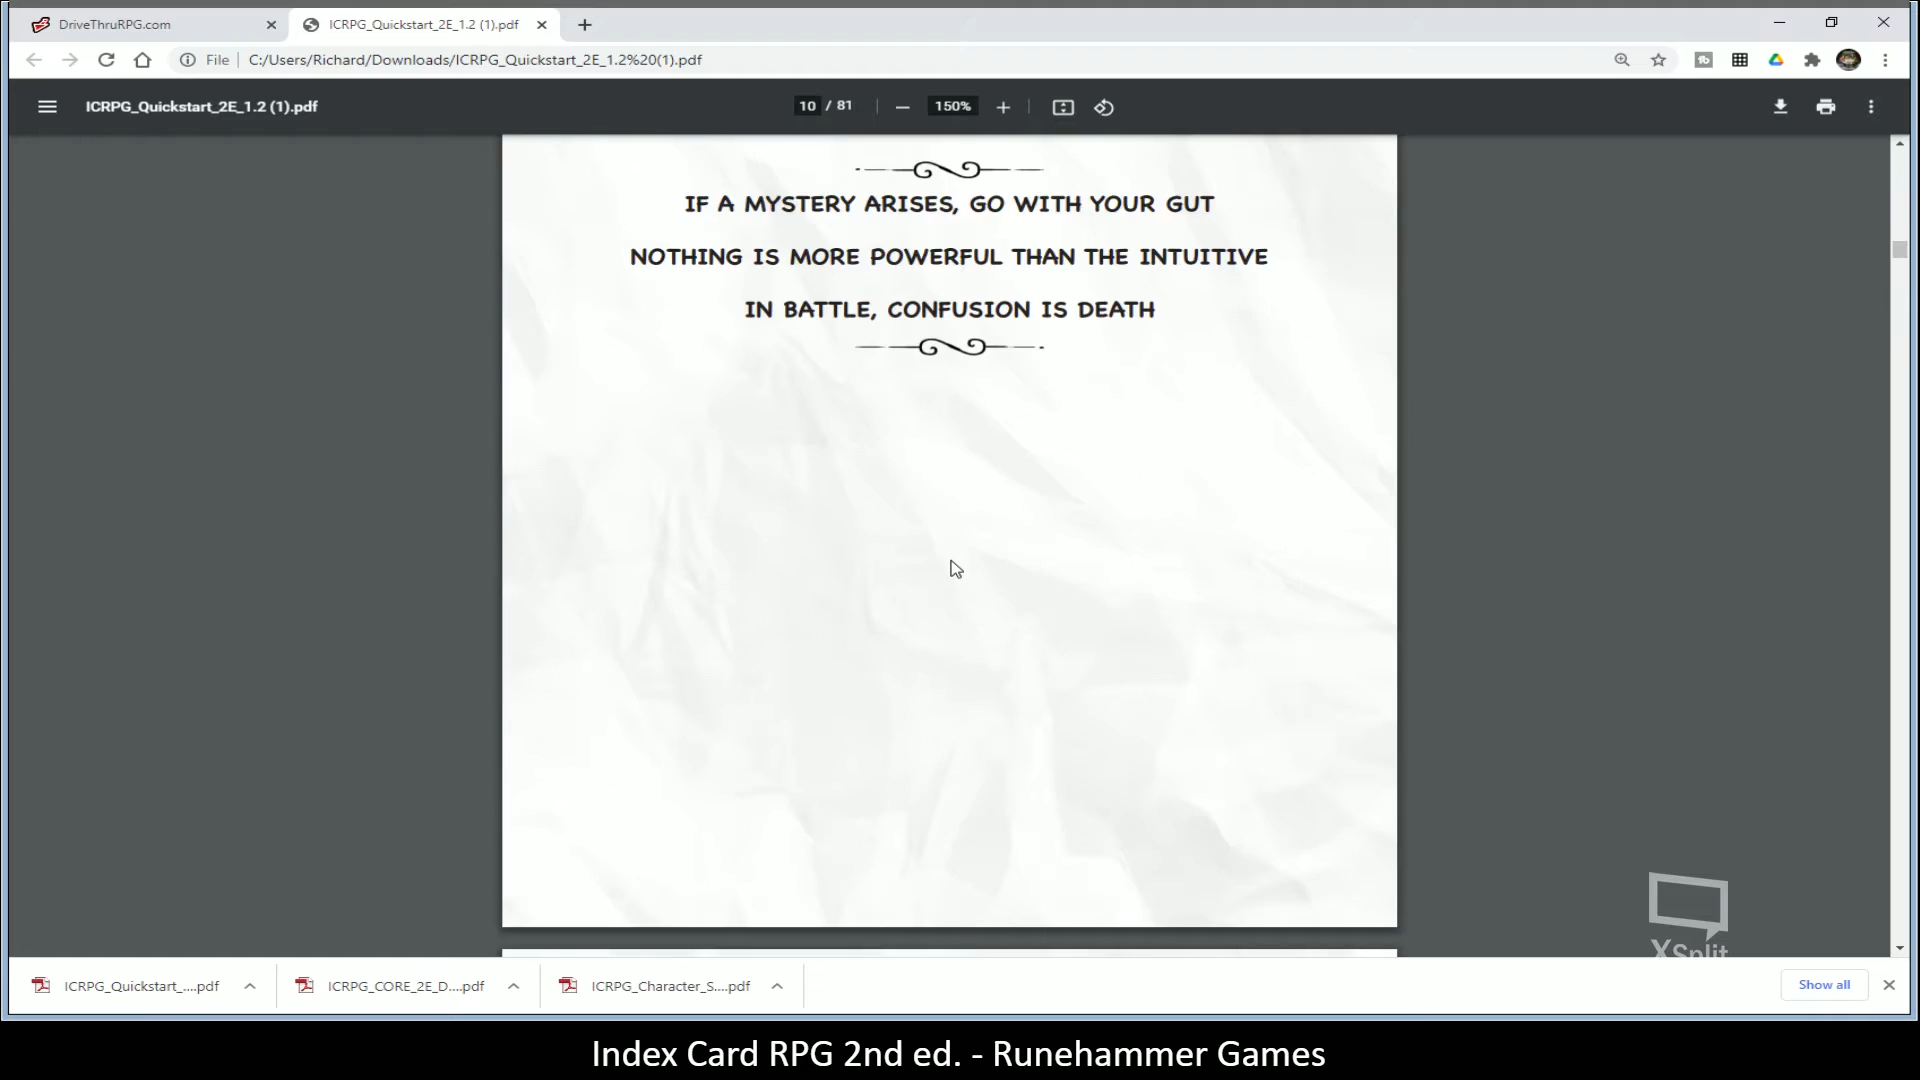 DriveThruRPG.com
ICRPG_Quickstart_2E_1.2 (1).pdf
File
C:/Users/Richard/Downloads/ICRPG_Quickstart_2E_1.2%20(1).pdf
ICRPG_Quickstart_2E_1.2 (1).pdf
10 / 81
150%
IF A MYSTERY ARISES, GO WITH YOUR GUT
NOTHING IS MORE POWERFUL THAN THE INTUITIVE
IN BATTLE, CONFUSION IS DEATH
XSplit
ICRPG_Quickstart_....pdf
ICRPG_CORE_2E_D....pdf
ICRPG_Character_S....pdf
Show all
Index Card RPG 2nd ed. - Runehammer Games